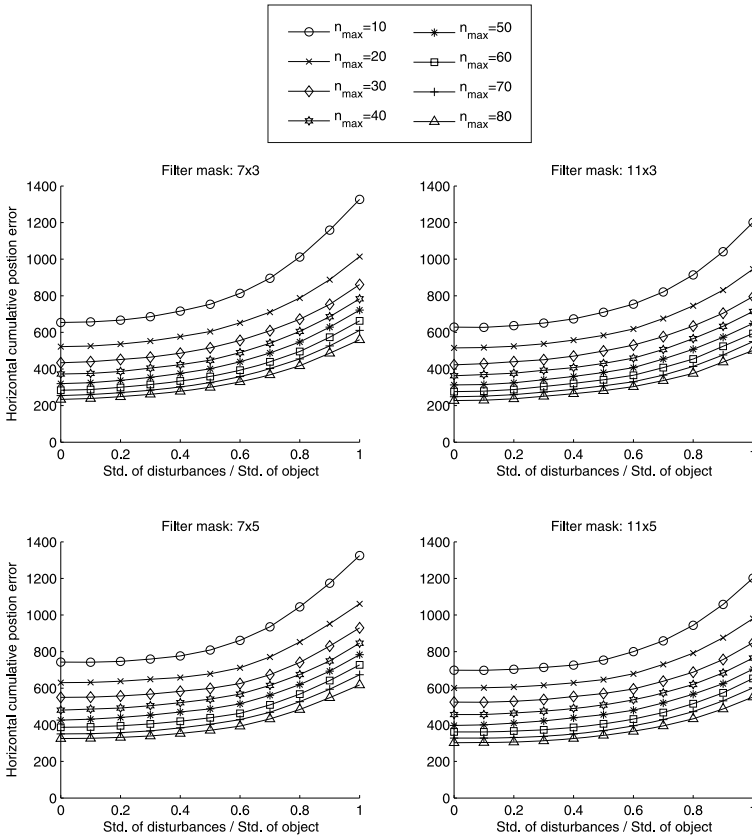 n_max=10
n_max=20
n_max=30
n_max=40
n_max=50
n_max=60
n_max=70
n_max=80
Filter mask: 7x3
Horizontal cumulative postion error
1400
1200
1000
800
600
400
200
0
0 0.2 0.4 0.6 0.8 1
Std. of disturbances / Std. of object
Filter mask: 11x3
1400
1200
1000
800
600
400
200
0
0 0.2 0.4 0.6 0.8 1
Std. of disturbances / Std. of object
Filter mask: 7x5
Horizontal cumulative postion error
1400
1200
1000
800
600
400
200
0
0 0.2 0.4 0.6 0.8 1
Std. of disturbances / Std. of object
Filter mask: 11x5
1400
1200
1000
800
600
400
200
0
0 0.2 0.4 0.6 0.8 1
Std. of disturbances / Std. of object